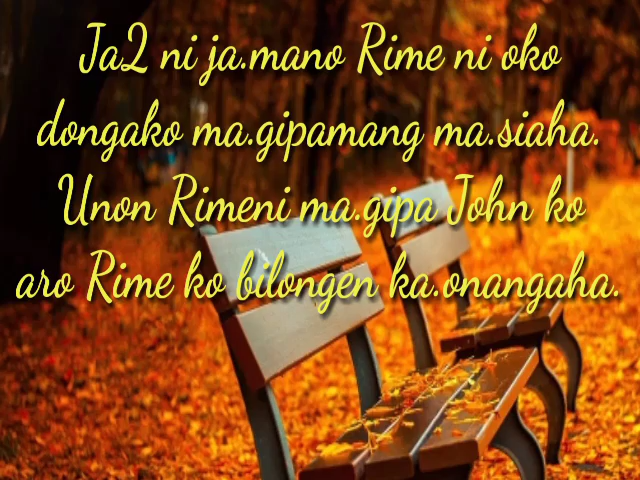 Ja2 ni ja.mano Rime ni oko
dongako ma.gipamang ma.siaha.
Unon Rimeni ma.gipa John ko
aro Rime ko bilongen ka.onangaha.